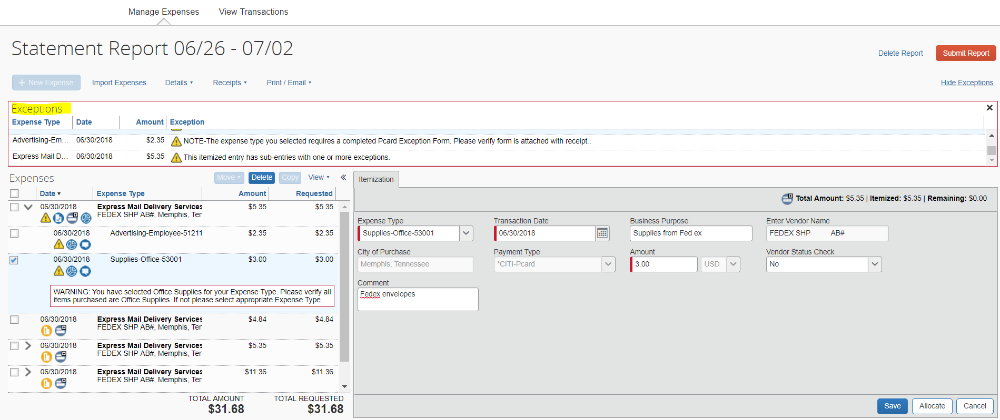 Manage Expenses View Transactions
Statement Report 06/26 - 07/02
Delete Report Submit Report
+ New Expense Import Expenses Details Receipts Print / Email Hide Exceptions
Exceptions
Expense Type Date Amount Exception
Advertising-Em... 06/30/2018 $2.35 NOTE-The expense type you selected requires a completed Pcard Exception Form. Please verify form is attached with receipt..
Express Mail D... 06/30/2018 $5.35 This itemized entry has sub-entries with one or more exceptions.
Expenses Move Delete Copy View
Date Expense Type Amount Requested
06/30/2018 Express Mail Delivery Services $5.35 $5.35
FEDEX SHP AB#, Memphis, Ter
06/30/2018 Advertising-Employee-51211 $2.35 $2.35
06/30/2018 Supplies-Office-53001 $3.00 $3.00
WARNING: You have selected Office Supplies for your Expense Type. Please verify all
items purchased are Office Supplies. If not please select appropriate Expense Type.
06/30/2018 Express Mail Delivery Services $4.84 $4.84
FEDEX SHP AB#, Memphis, Ter
06/30/2018 Express Mail Delivery Services $5.35 $5.35
FEDEX SHP AB#, Memphis, Ter
06/30/2018 Express Mail Delivery Services $11.36 $11.36
FEDEX SHP AB#, Memphis, Ter
TOTAL AMOUNT TOTAL REQUESTED
$31.68 $31.68
Itemization
Total Amount: $5.35 | Itemized: $5.35 | Remaining: $0.00
Expense Type Transaction Date Business Purpose Enter Vendor Name
Supplies-Office-53001 06/30/2018 Supplies from Fed ex FEDEX SHP AB#
City of Purchase Payment Type Amount Vendor Status Check
Memphis, Tennessee *CITI-Pcard 3.00 USD No
Comment
Fedex envelopes
Save Allocate Cancel